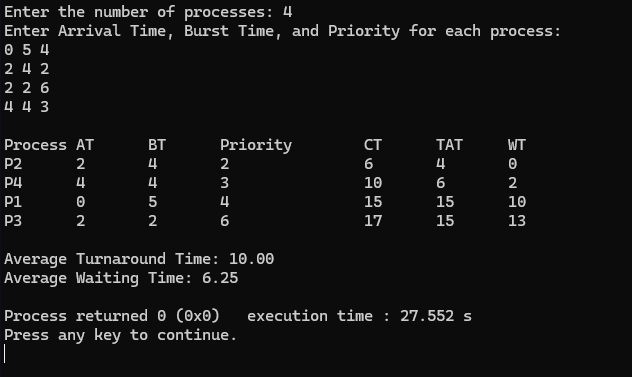 Enter the number of processes: 4
Enter Arrival Time, Burst Time, and Priority for each process:
0 5 4
2 4 2
2 2 6
4 4 3
Process AT BT Priority CT TAT WT
P2 2 4 2 6 4 0
P4 4 4 3 10 6 2
P1 0 5 4 15 15 10
P3 2 2 6 17 15 13
Average Turnaround Time: 10.00
Average Waiting Time: 6.25
Process returned 0 (0x0) execution time : 27.552 s
Press any key to continue.